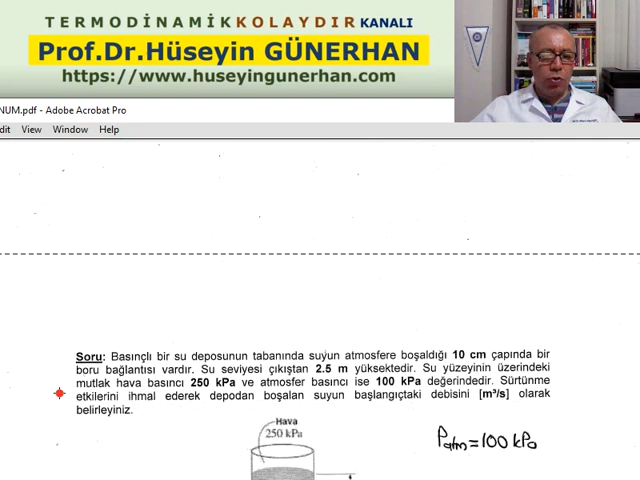 TERMODİNAMİKKOLAYDIR KANALI
Prof.Dr.Hüseyin GÜNERHAN
https://www.huseyingunerhan.com
NUM.pdf - Adobe Acrobat Pro
dit View Window Help
Soru: Basınçlı bir su deposunun tabanında suyun atmosfere boşaldığı 10 cm çapında bir
boru bağlantısı vardır. Su seviyesi çıkıştan 2.5 m yüksektedir. Su yüzeyinin üzerindeki
mutlak hava basıncı 250 kPa ve atmosfer basıncı ise 100 kPa değerindedir. Sürtünme
etkilerini ihmal ederek depodan boşalan suyun başlangıçtaki debisini [m³/s] olarak
belirleyiniz.
Hava
250 kPa
Patm = 100 kPa